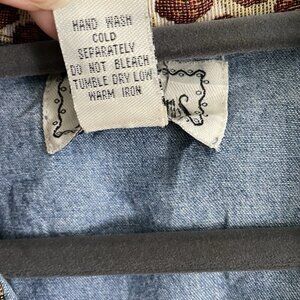 HAND WASH
COLD
SEPARATELY
DO NOT BLEACH
TUMBLE DRY LOW
WARM IRON